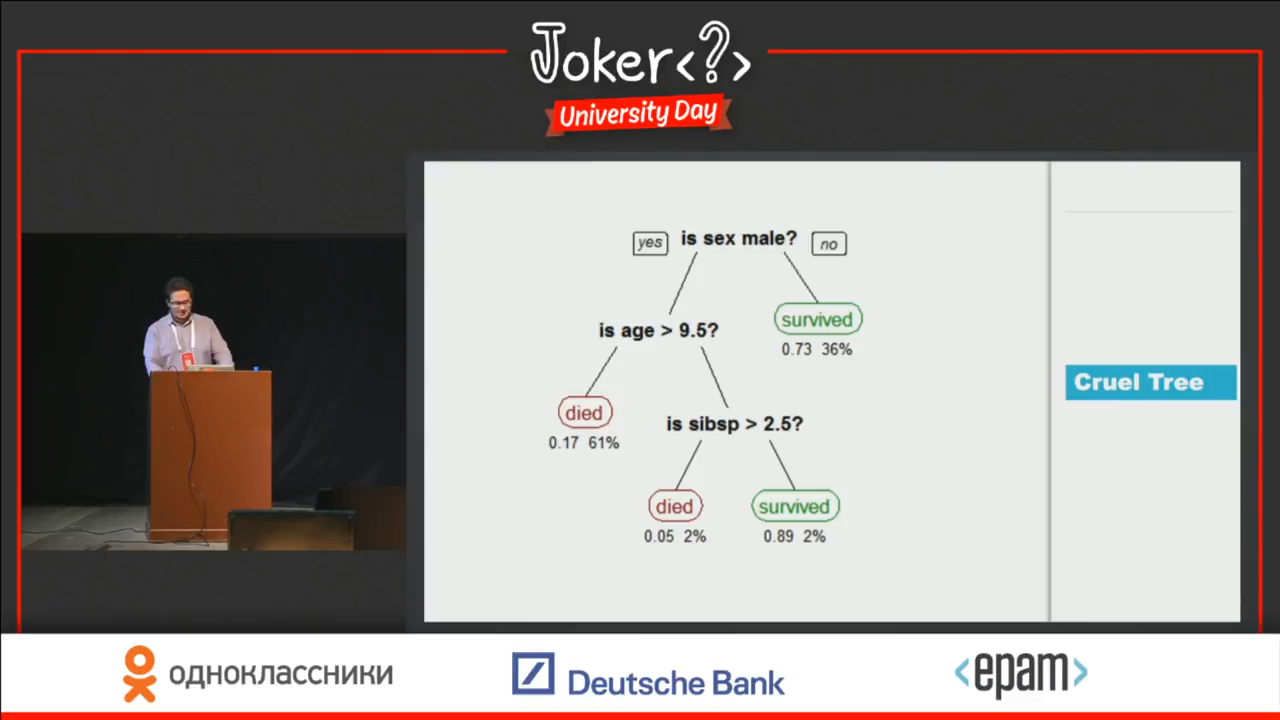 Joker<?>
University Day
yes is sex male? no
survived
0.73 36%
is age > 9.5?
died
0.17 61%
is sibsp > 2.5?
died
0.05 2%
survived
0.89 2%
Cruel Tree
одноклассники
Deutsche Bank
<epam>